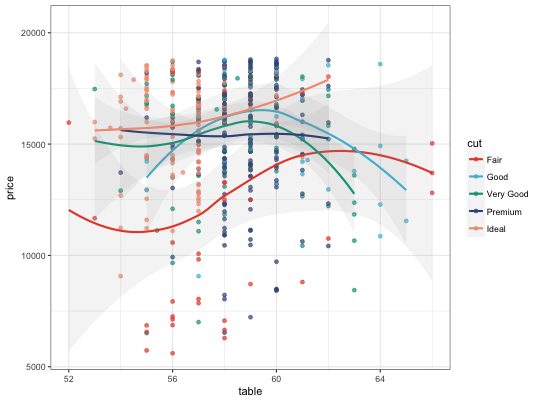 20000
15000
10000
5000
price
52
56
60
64
table
cut
Fair
Good
Very Good
Premium
Ideal